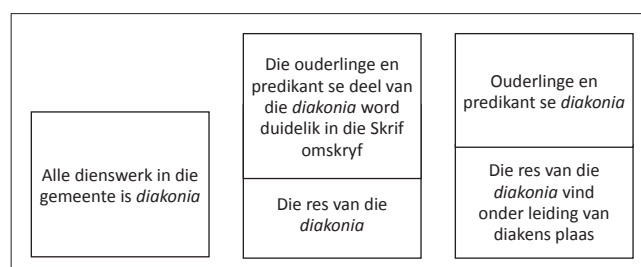 Alle dienswerk in die
gemeente is diakonia
Die ouderlinge en
predikant se deel van
die diakonia word
duidelik in die Skrif
omskryf
Die res van die
diakonia
Ouderlinge en
predikant se diakonia
Die res van die
diakonia vind
onder leiding van
diakens plaas